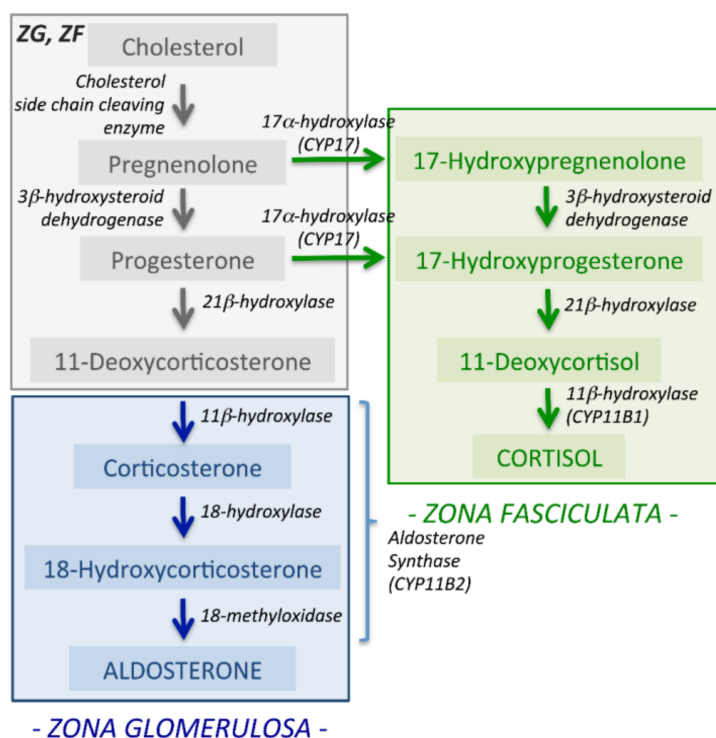 ZG, ZF
Cholesterol
Cholesterol
side chain cleaving
enzyme
17α-hydroxylase
(CYP17)
Pregnenolone
17-Hydroxypregnenolone
3β-hydroxysteroid
dehydrogenase
17α-hydroxylase
(CYP17)
3β-hydroxysteroid
dehydrogenase
Progesterone
17-Hydroxyprogesterone
21β-hydroxylase
21β-hydroxylase
11-Deoxycorticosterone
11-Deoxycortisol
11β-hydroxylase
11β-hydroxylase
(CYP11B1)
Corticosterone
CORTISOL
18-hydroxylase
- ZONA FASCICULATA -
Aldosterone
Synthase
(CYP11B2)
18-Hydroxycorticosterone
18-methyloxidase
ALDOSTERONE
- ZONA GLOMERULOSA -